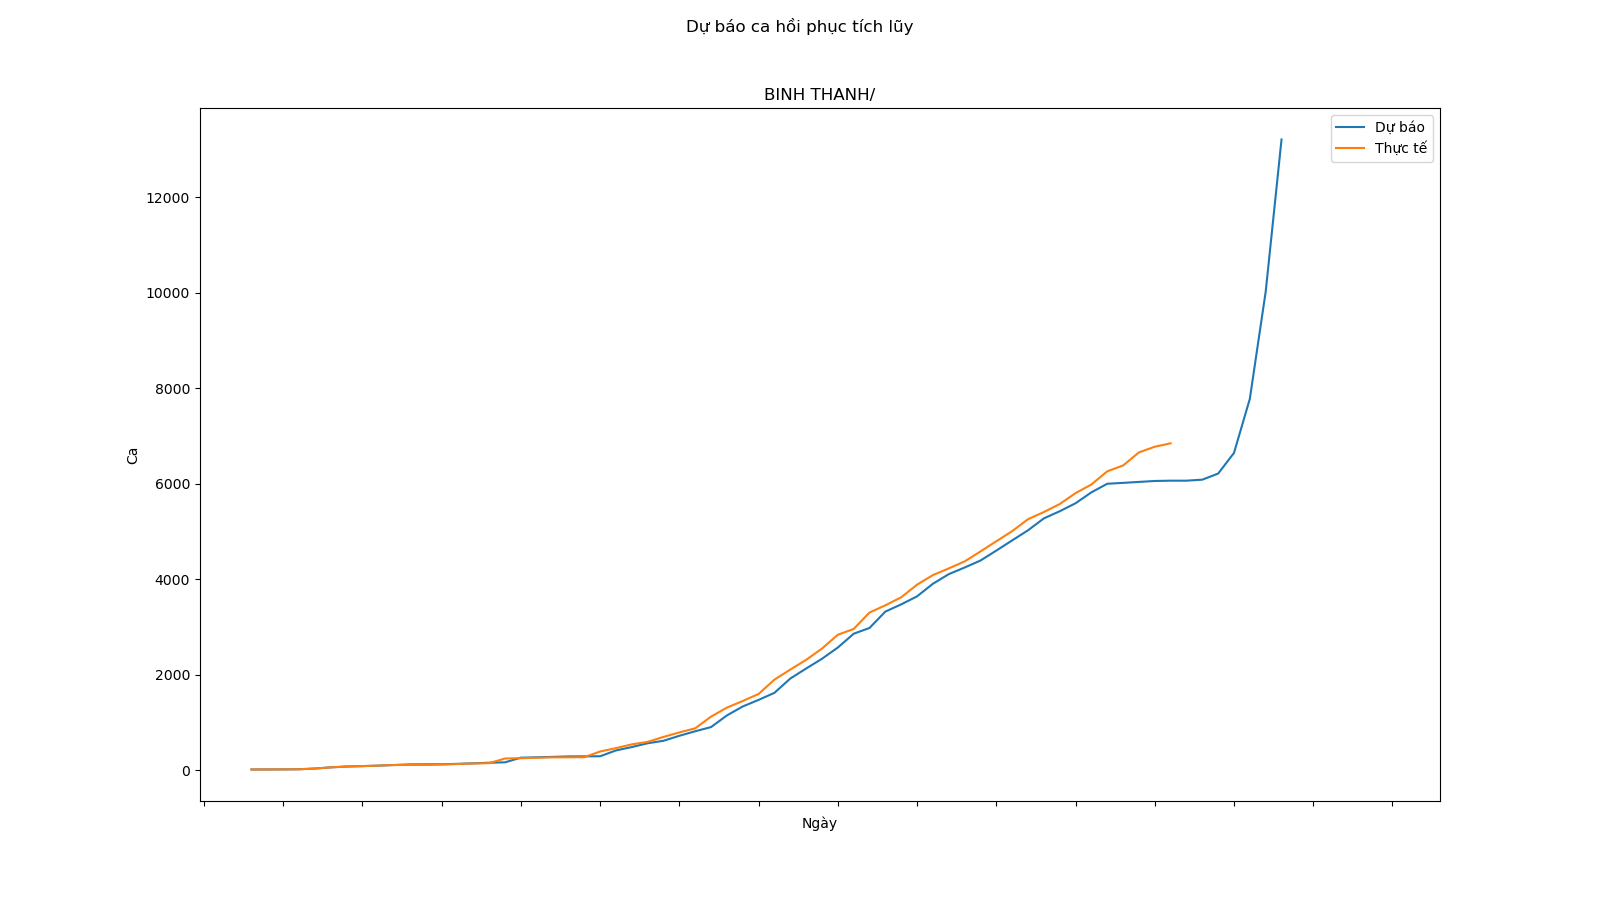 Dự báo ca hồi phục tích lũy
BINH THANH/
Dự báo
Thực tế
12000
10000
8000
6000
4000
2000
0
Ca
Ngày